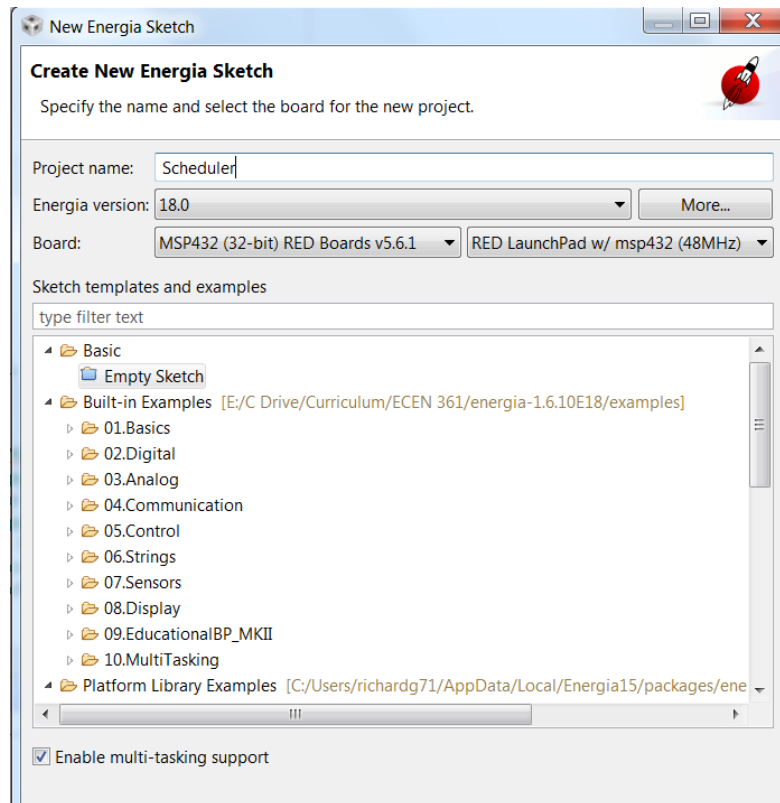 New Energia Sketch
Create New Energia Sketch
Specify the name and select the board for the new project.
Project name: Scheduler
Energia version: 18.0 More...
Board: MSP432 (32-bit) RED Boards v5.6.1 RED LaunchPad w/ msp432 (48MHz)
Sketch templates and examples
type filter text
Basic
Empty Sketch
Built-in Examples [E:/C Drive/Curriculum/ECEN 361/energia-1.6.10E18/examples]
01.Basics
02.Digital
03.Analog
04.Communication
05.Control
06.Strings
07.Sensors
08.Display
09.EducationalBP_MKII
10.MultiTasking
Platform Library Examples [C:/Users/richardg71/AppData/Local/Energia15/packages/ene
Enable multi-tasking support